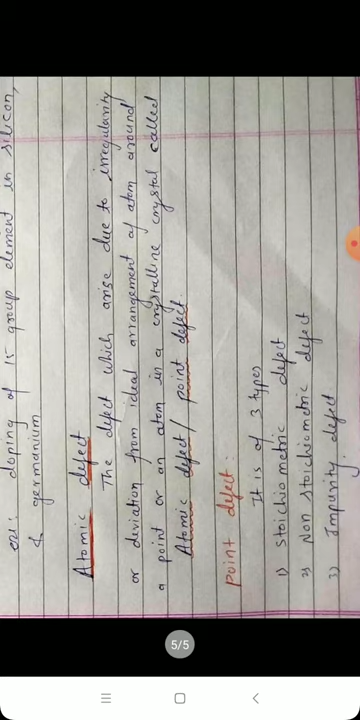 ex:. doping of 15 group element in silicon,
& germanium
Atomic defect
The defect which arise due to irregularity
or deviation from ideal arrangement of atom around
a point or an atom in a crystalline crystal called
Atomic defect/ point defect
point defect:
It is of 3 types
1) Stoichiometric defect
2) Non stoichiometric defect
3) Impurity defect
5/5